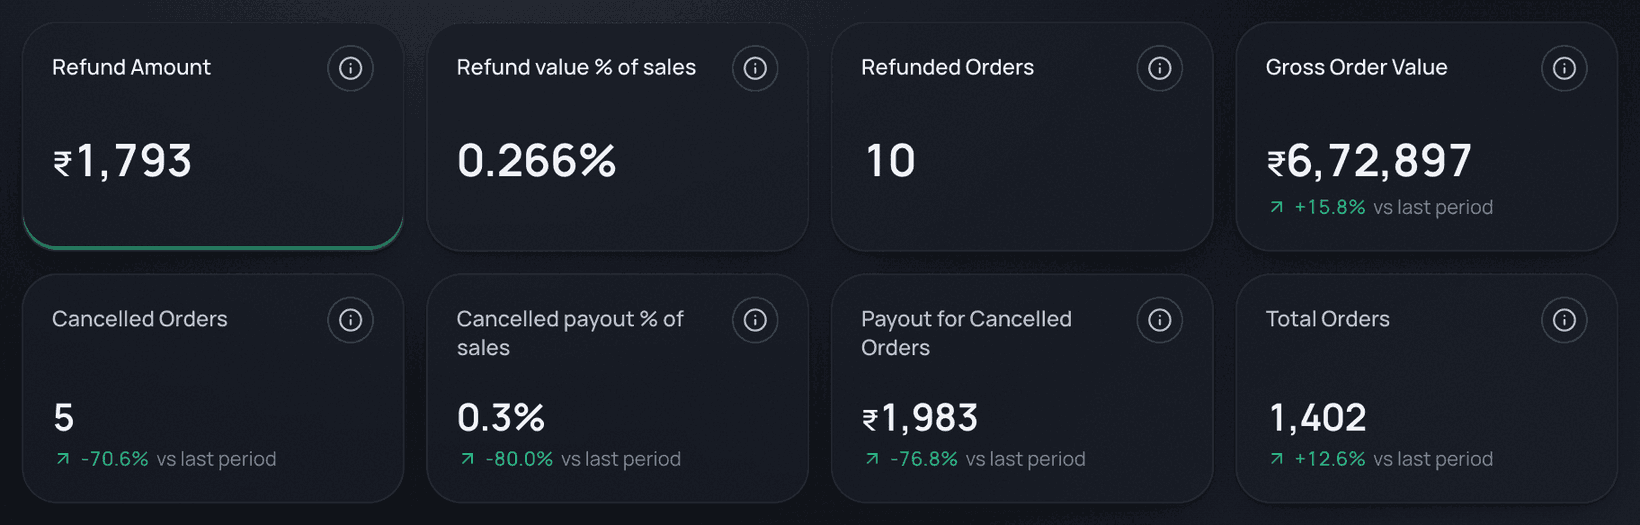 Refund Amount
₹1,793
Refund value % of sales
0.266%
Refunded Orders
10
Gross Order Value
₹6,72,897
+15.8% vs last period
Cancelled Orders
5
-70.6% vs last period
Cancelled payout % of
sales
0.3%
-80.0% vs last period
Payout for Cancelled
Orders
₹1,983
-76.8% vs last period
Total Orders
1,402
+12.6% vs last period